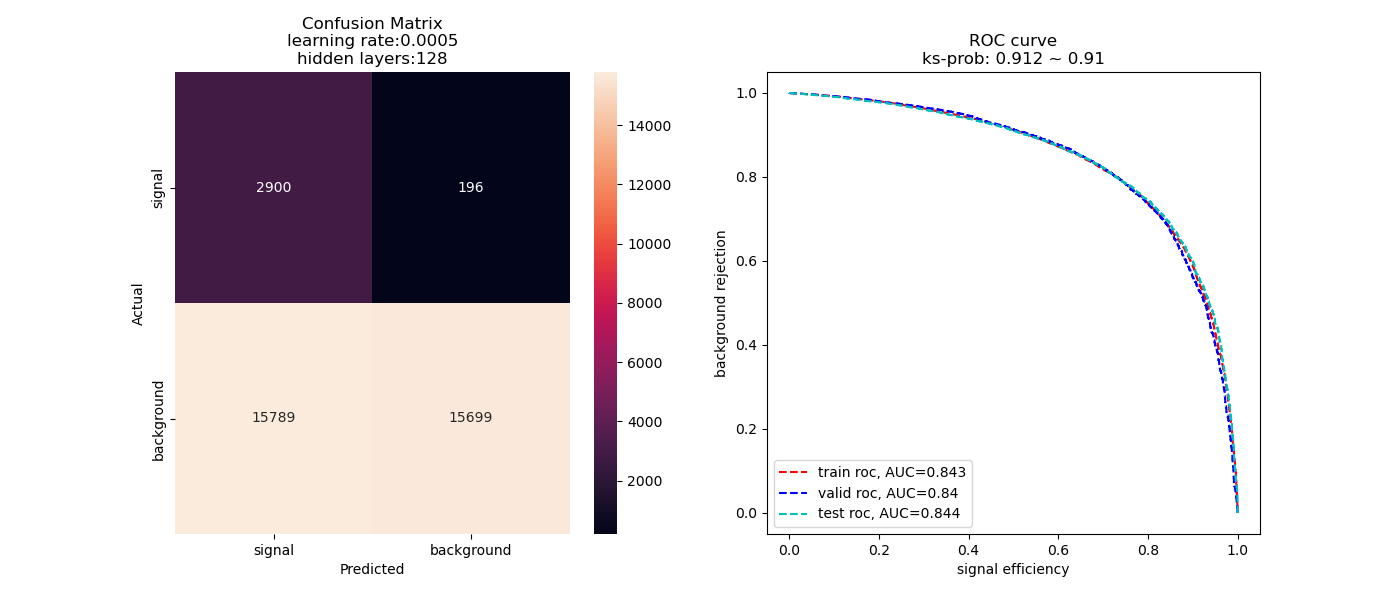 Confusion Matrix
learning rate:0.0005
hidden layers:128
signal
background
Actual
2900
196
15789
15699
signal
background
Predicted
14000
12000
10000
8000
6000
4000
2000
ROC curve
ks-prob: 0.912 ~ 0.91
1.0
0.8
0.6
0.4
0.2
0.0
background rejection
train roc, AUC=0.843
valid roc, AUC=0.84
test roc, AUC=0.844
0.0
0.2
0.4
0.6
0.8
1.0
signal efficiency